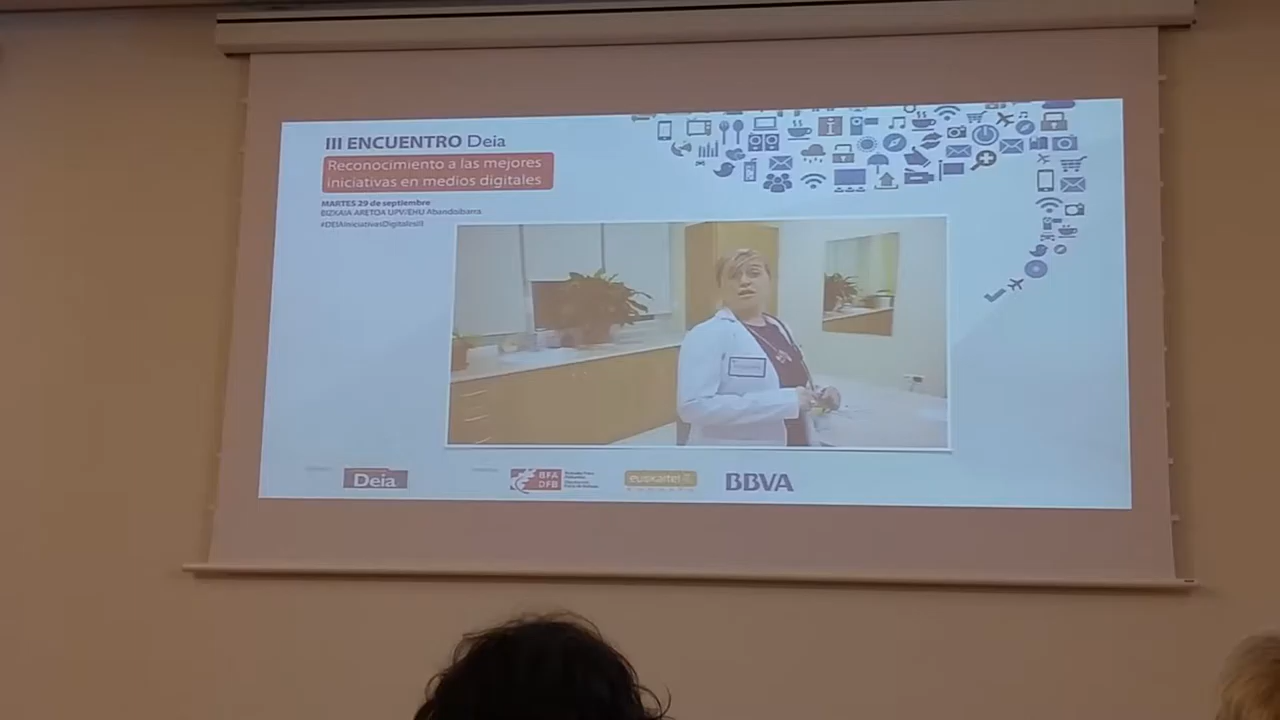 III ENCUENTRO Deia
Reconocimiento a las mejores
iniciativas en medios digitales
MARTES 29 de septiembre
BIZKAIA ARETOA UPV/EHU Abandoibarra
#DEIAIniciativasDigitalesIII
Deia
BFA
DFB
euskaltel
BBVA